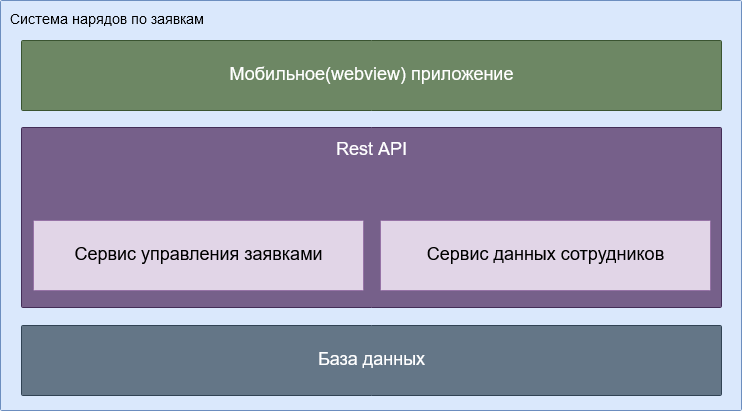 Система нарядов по заявкам
Мобильное(webview) приложение
Rest API
Сервис управления заявками
Сервис данных сотрудников
База данных